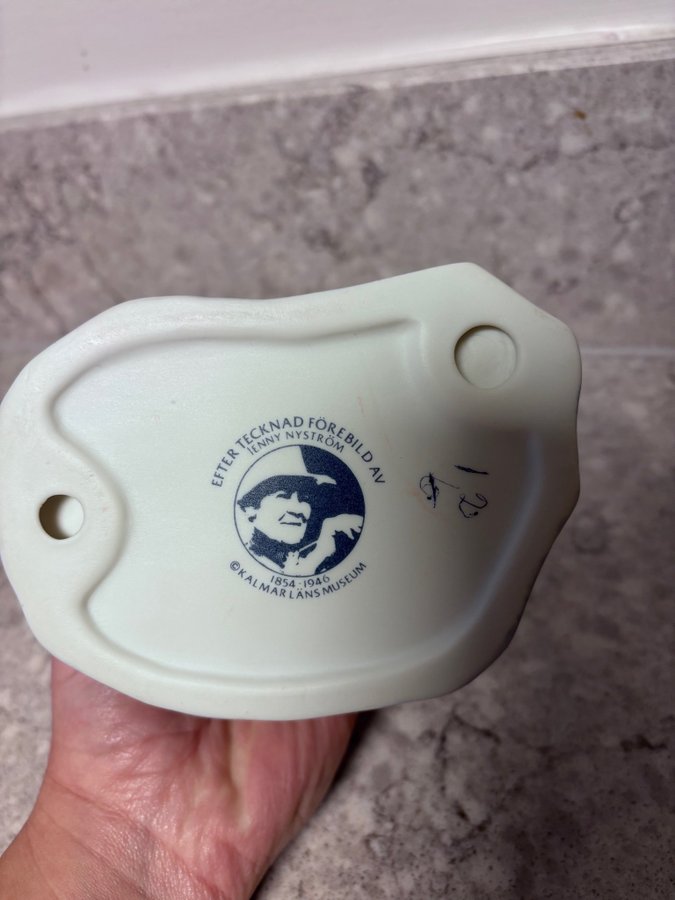 EFTER TECKNAD FÖREBILD AV
JENNY NYSTRÖM
1854-1946
©KALMAR LÄNS MUSEUM